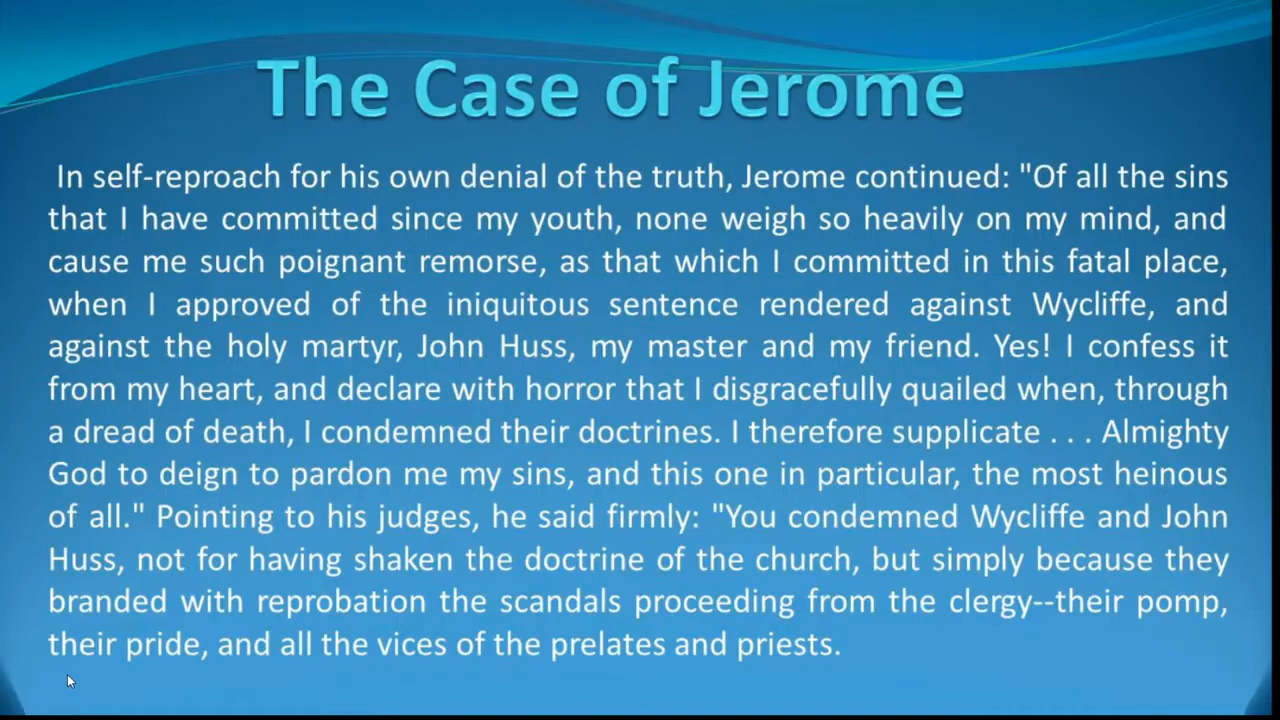 The Case of Jerome
In self-reproach for his own denial of the truth, Jerome continued: "Of all the sins
that I have committed since my youth, none weigh so heavily on my mind, and
cause me such poignant remorse, as that which I committed in this fatal place,
when I approved of the iniquitous sentence rendered against Wycliffe, and
against the holy martyr, John Huss, my master and my friend. Yes! I confess it
from my heart, and declare with horror that I disgracefully quailed when, through
a dread of death, I condemned their doctrines. I therefore supplicate . . . Almighty
God to deign to pardon me my sins, and this one in particular, the most heinous
of all." Pointing to his judges, he said firmly: "You condemned Wycliffe and John
Huss, not for having shaken the doctrine of the church, but simply because they
branded with reprobation the scandals proceeding from the clergy--their pomp,
their pride, and all the vices of the prelates and priests.